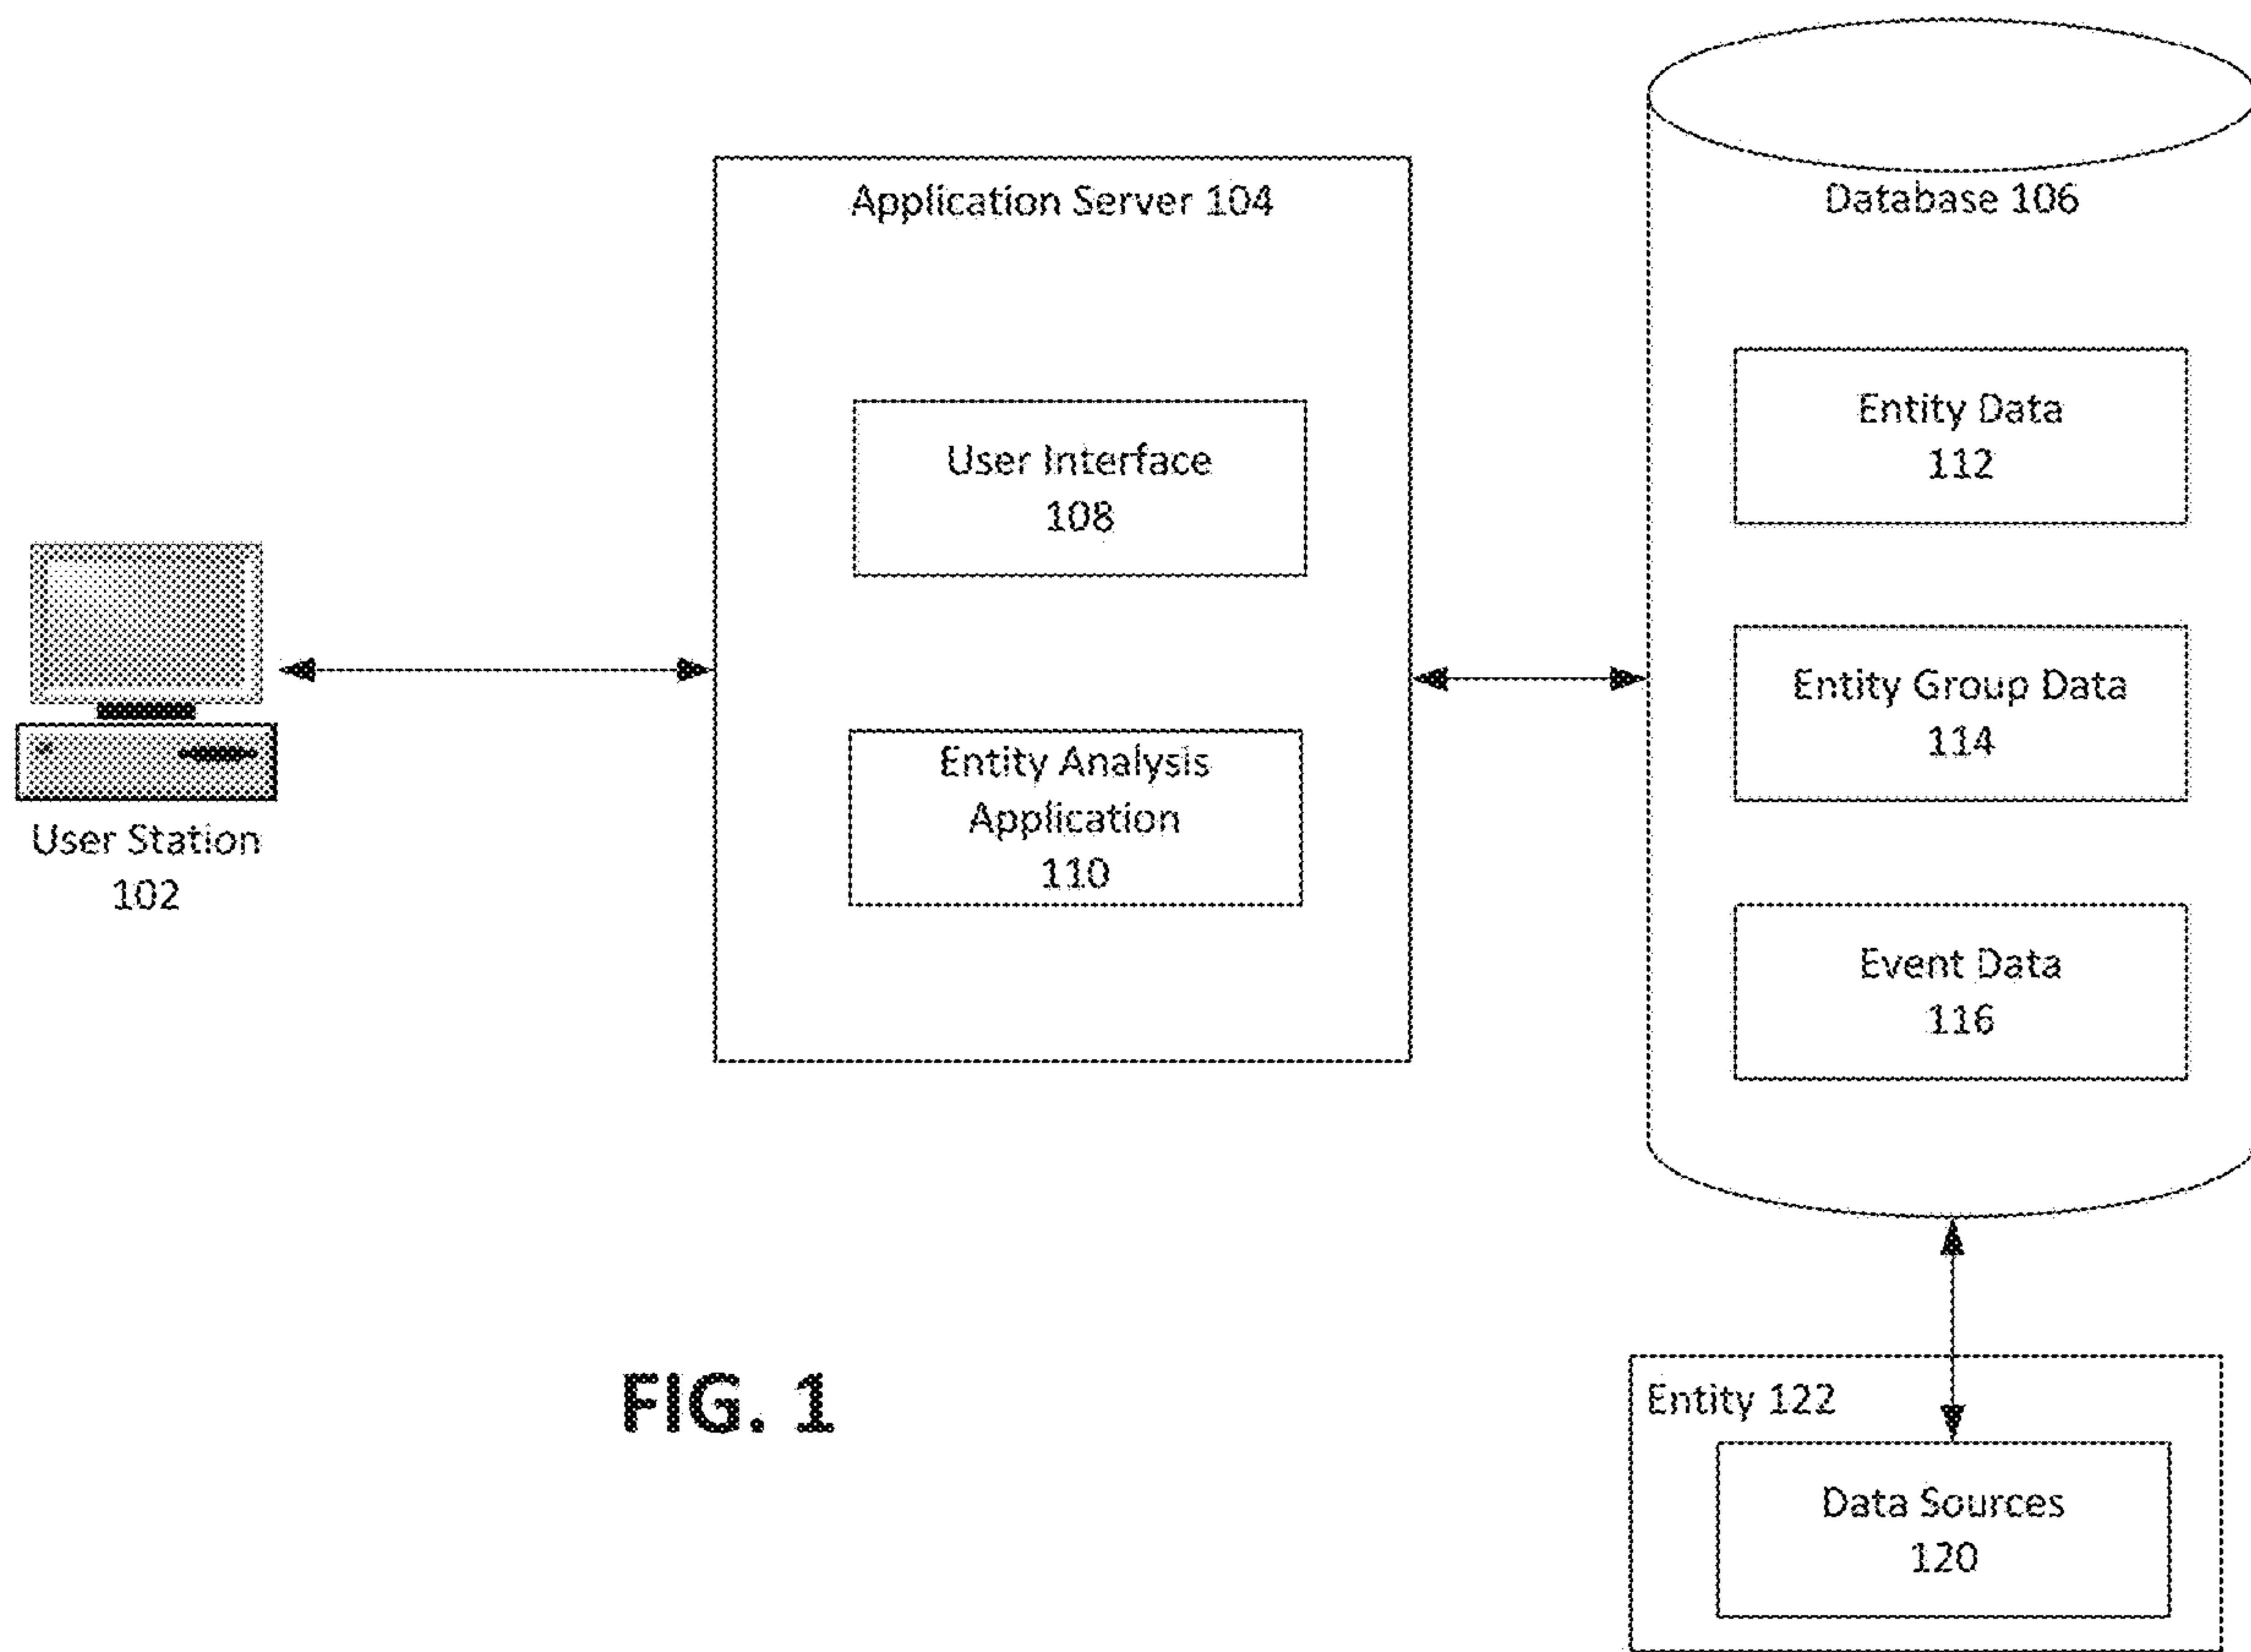 Application Server 104
Database 106
User Interface
108
Entity Data
112
Entity Group Data
114
Entity Analysis
Application
110
User Station
102
Event Data
116
FIG. 1
Entity 122
Data Sources
120